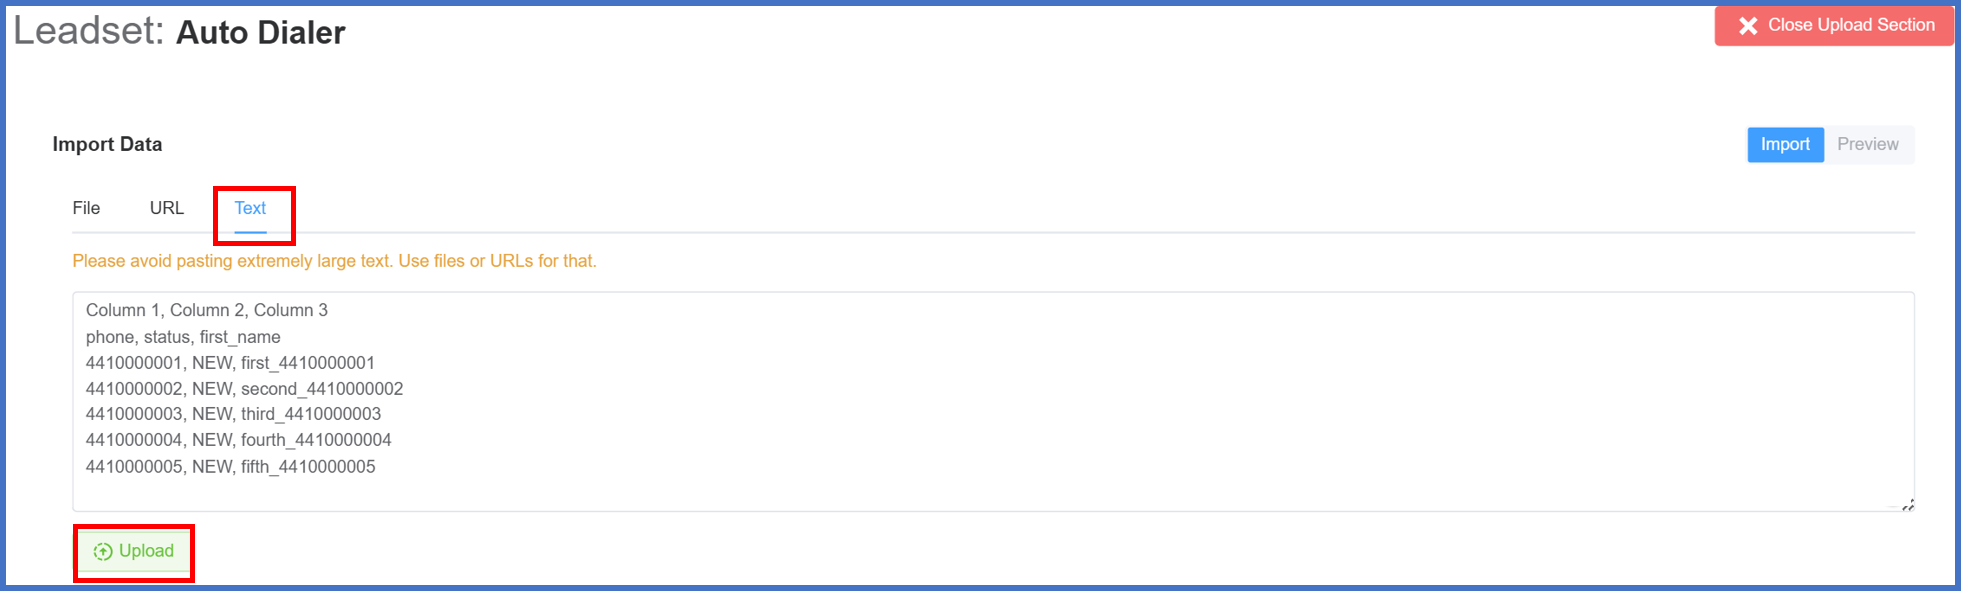 Leadset: Auto Dialer
Close Upload Section
Import Data
Import Preview
File URL Text
Please avoid pasting extremely large text. Use files or URLs for that.
Column 1, Column 2, Column 3
phone, status, first_name
4410000001, NEW, first_4410000001
4410000002, NEW, second_4410000002
4410000003, NEW, third_4410000003
4410000004, NEW, fourth_4410000004
4410000005, NEW, fifth_4410000005
Upload